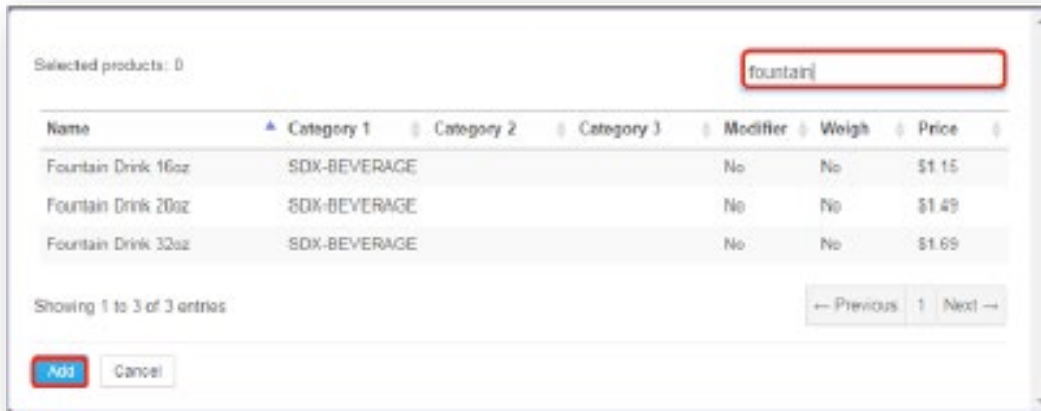 Selected products: 0
fountain
Name Category 1 Category 2 Category 3 Modifier Weigh Price
Fountain Drink 16oz SDX-BEVERAGE No No $1.15
Fountain Drink 20oz SDX-BEVERAGE No No $1.49
Fountain Drink 32oz SDX-BEVERAGE No No $1.69
Showing 1 to 3 of 3 entries
← Previous 1 Next →
Add Cancel